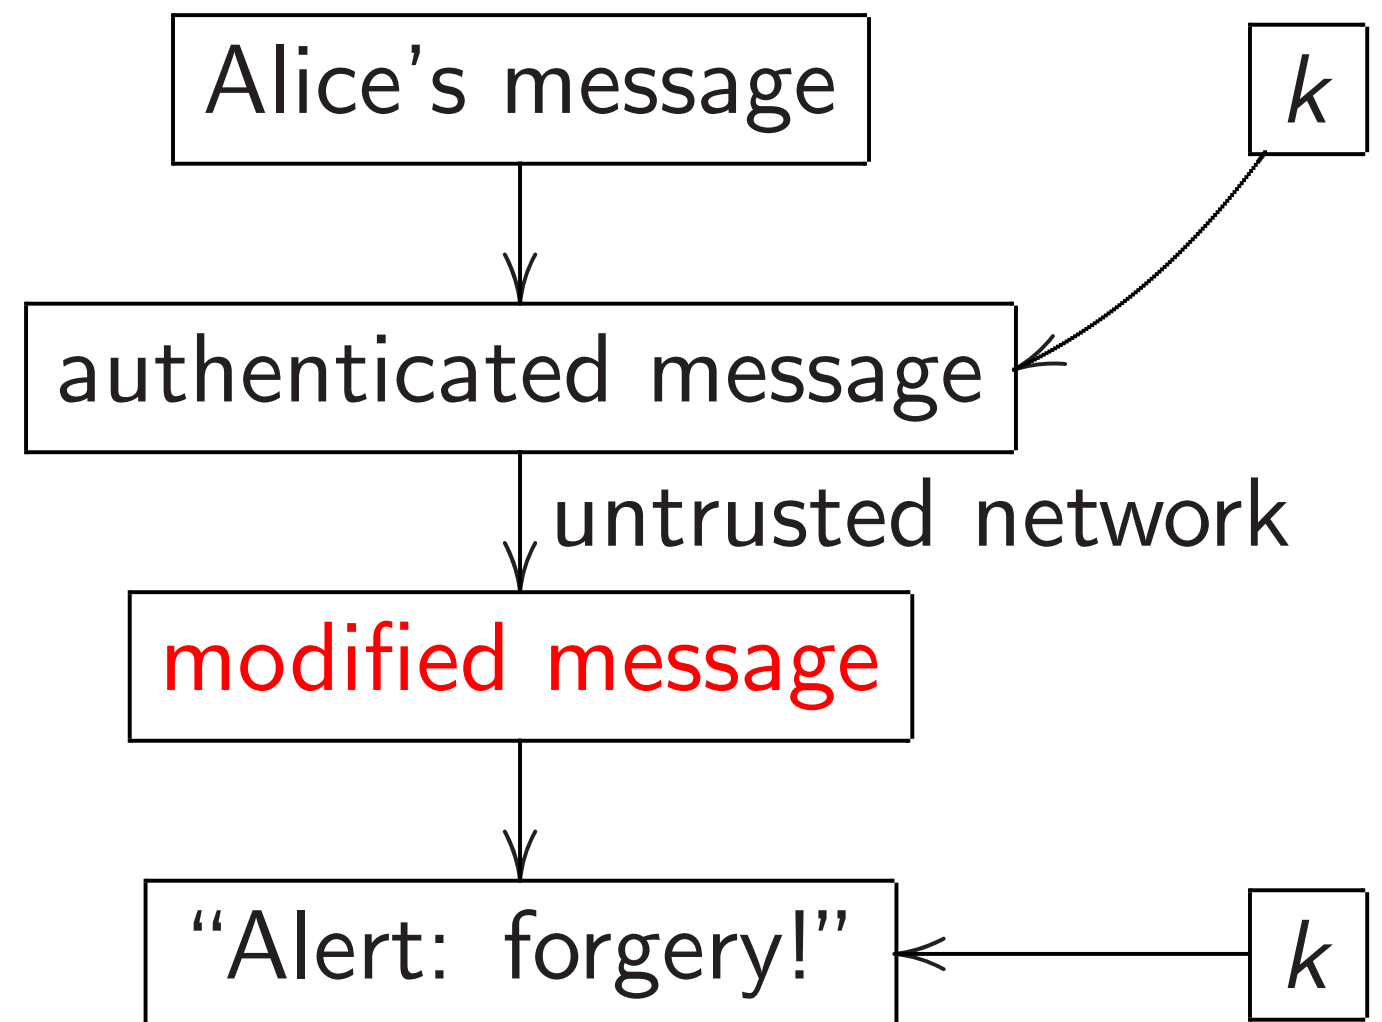 Alice’s message
k
authenticated message
untrusted network
modified message
“Alert: forgery!”
k